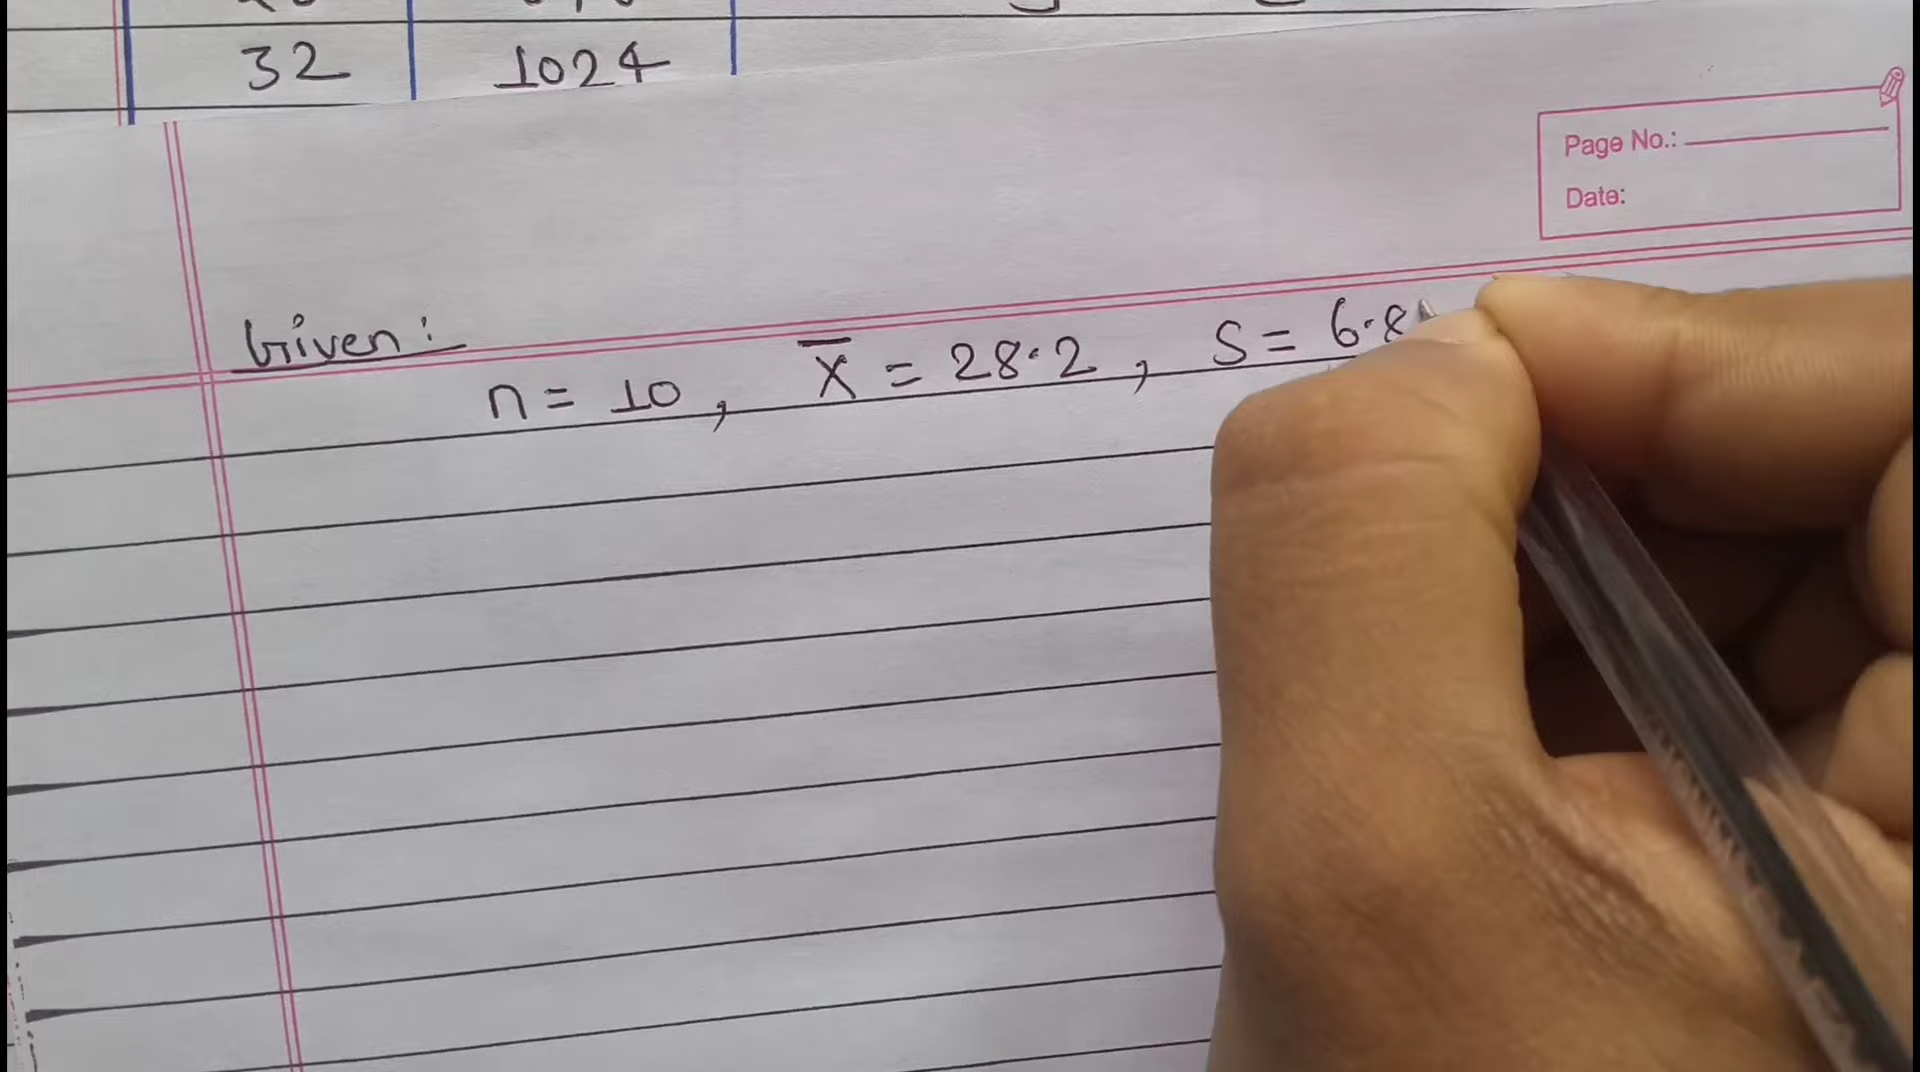 32 1024
Page No.:
Date:
Given:
n = 10, X̅ = 28.2, S = 6.8